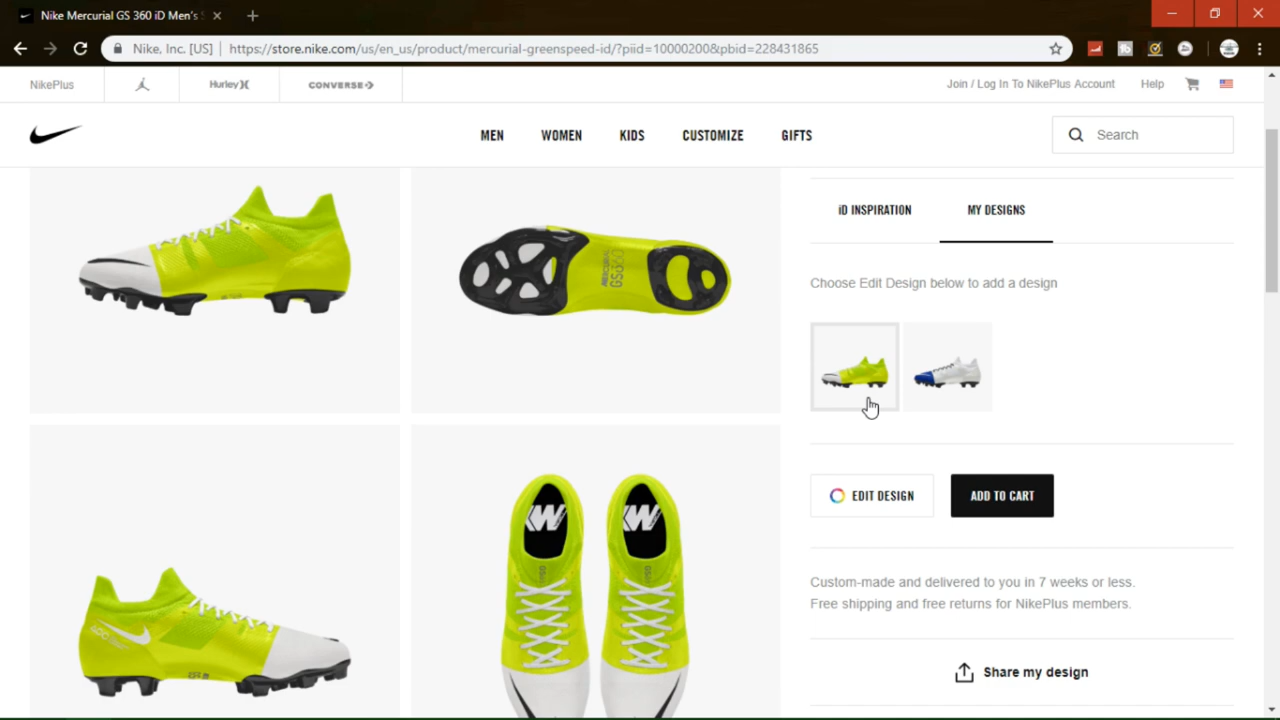 Nike Mercurial GS 360 iD Men's S
Nike, Inc. [US] | https://store.nike.com/us/en_us/product/mercurial-greenspeed-id/?piid=10000200&pbid=228431865
NikePlus
Hurley
CONVERSE
Join / Log In To NikePlus Account
Help
MEN WOMEN KIDS CUSTOMIZE GIFTS
Search
iD INSPIRATION
MY DESIGNS
Choose Edit Design below to add a design
EDIT DESIGN
ADD TO CART
Custom-made and delivered to you in 7 weeks or less.
Free shipping and free returns for NikePlus members.
Share my design
MERCURIAL
GS360